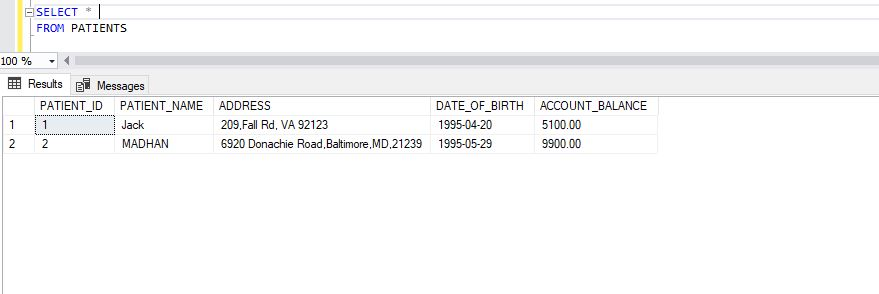 SELECT *
FROM PATIENTS
100 %
Results Messages
PATIENT_ID PATIENT_NAME ADDRESS DATE_OF_BIRTH ACCOUNT_BALANCE
1 1 Jack 209,Fall Rd, VA 92123 1995-04-20 5100.00
2 2 MADHAN 6920 Donachie Road,Baltimore,MD,21239 1995-05-29 9900.00